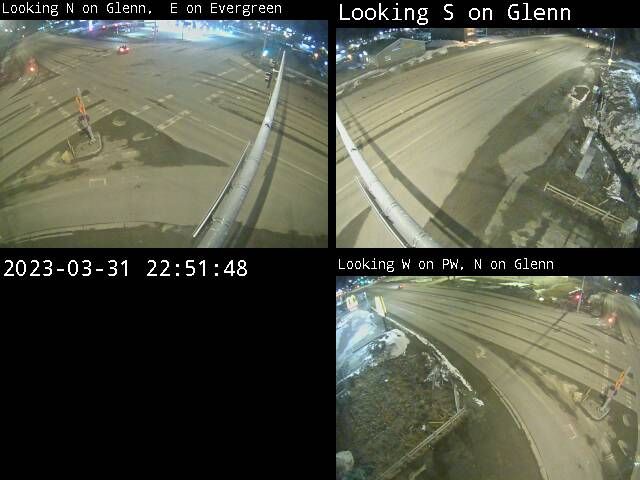 Looking N on Glenn,  E on Evergreen
Looking S on Glenn
2023-03-31 22:51:48
Looking W on PW, N on Glenn